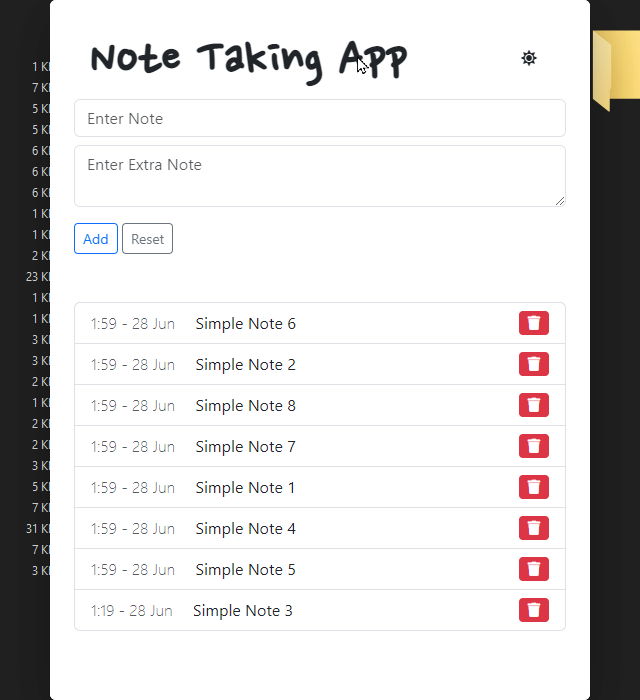 Note Taking App
Enter Note
Enter Extra Note
Add Reset
1:59 - 28 Jun Simple Note 6
1:59 - 28 Jun Simple Note 2
1:59 - 28 Jun Simple Note 8
1:59 - 28 Jun Simple Note 7
1:59 - 28 Jun Simple Note 1
1:59 - 28 Jun Simple Note 4
1:59 - 28 Jun Simple Note 5
1:19 - 28 Jun Simple Note 3
1 K
7 K
5 K
5 K
6 K
6 K
6 K
1 K
1 K
2 K
23 K
1 K
1 K
3 K
3 K
2 K
1 K
2 K
2 K
3 K
5 K
7 K
31 K
7 K
3 K